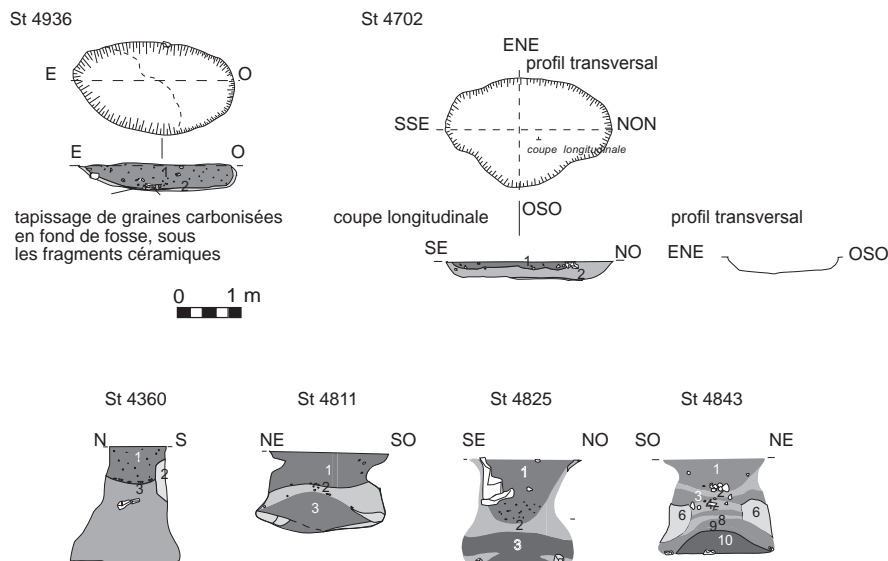 St 4936
St 4702
ENE
profil transversal
E
O
SSE
NON
coupe longitudinale
E
O
1
2
OSO
tapissage de graines carbonisées
en fond de fosse, sous
les fragments céramiques
coupe longitudinale
profil transversal
SE
NO
1
2
ENE
OSO
0 1 m
St 4360
St 4811
St 4825
St 4843
N
S
NE
SO
SE
NO
SO
NE
1
2
3
1
2
3
1
2
3
1
2
3
6
6
8
9
10